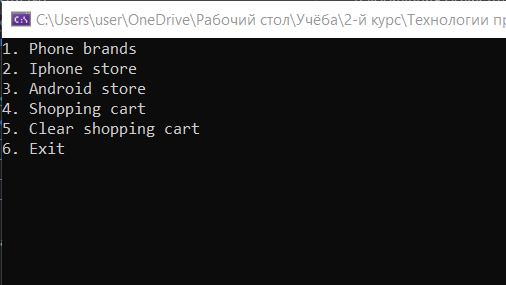 C:\Users\user\OneDrive\Рабочий стол\Учёба\2-й курс\Технологии пр
1. Phone brands
2. Iphone store
3. Android store
4. Shopping cart
5. Clear shopping cart
6. Exit